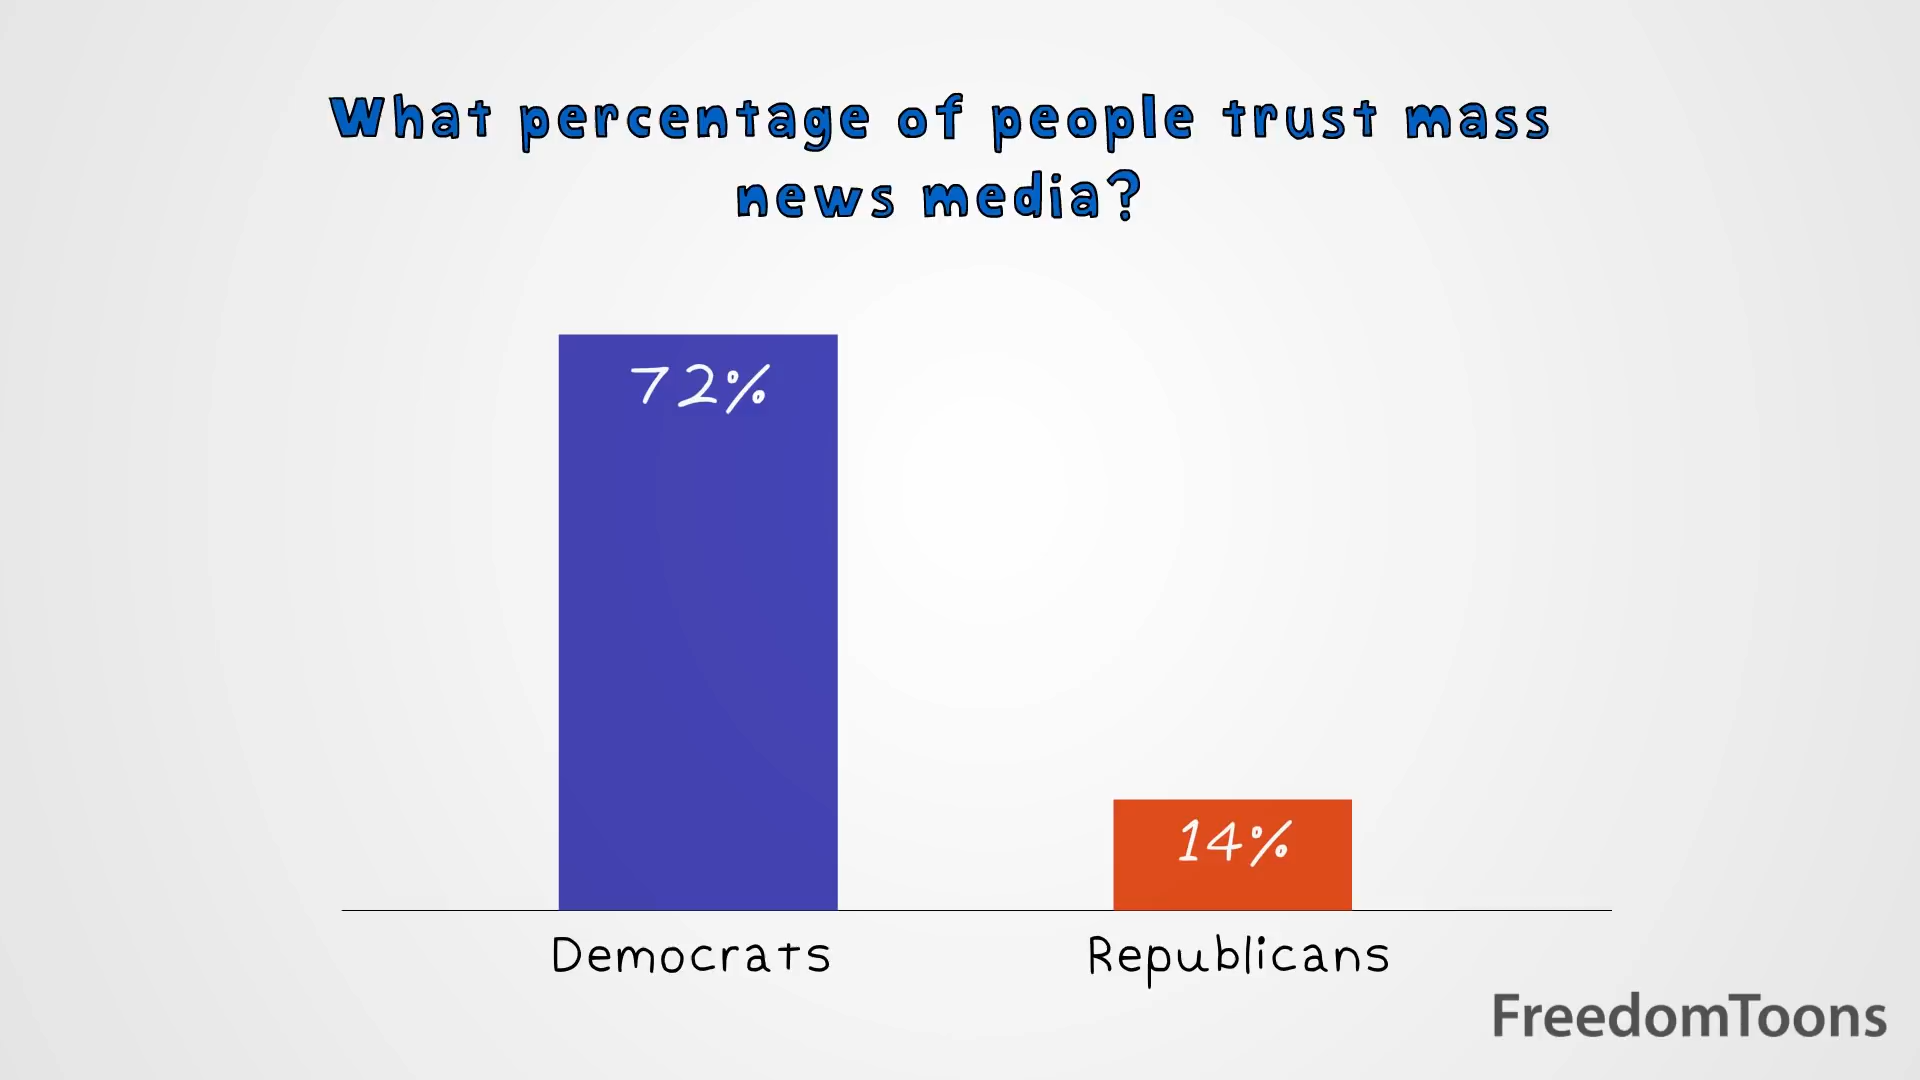 What percentage of people trust mass
news media?
72%
14%
Democrats
Republicans
FreedomToons